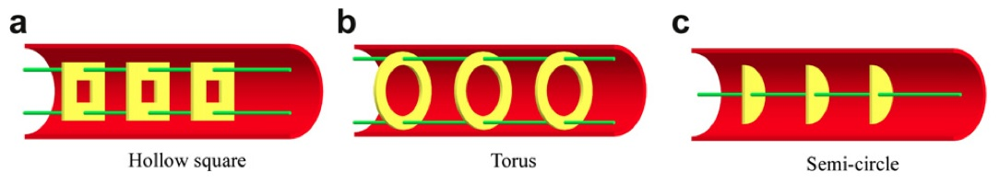 a
b
c
Hollow square
Torus
Semi-circle